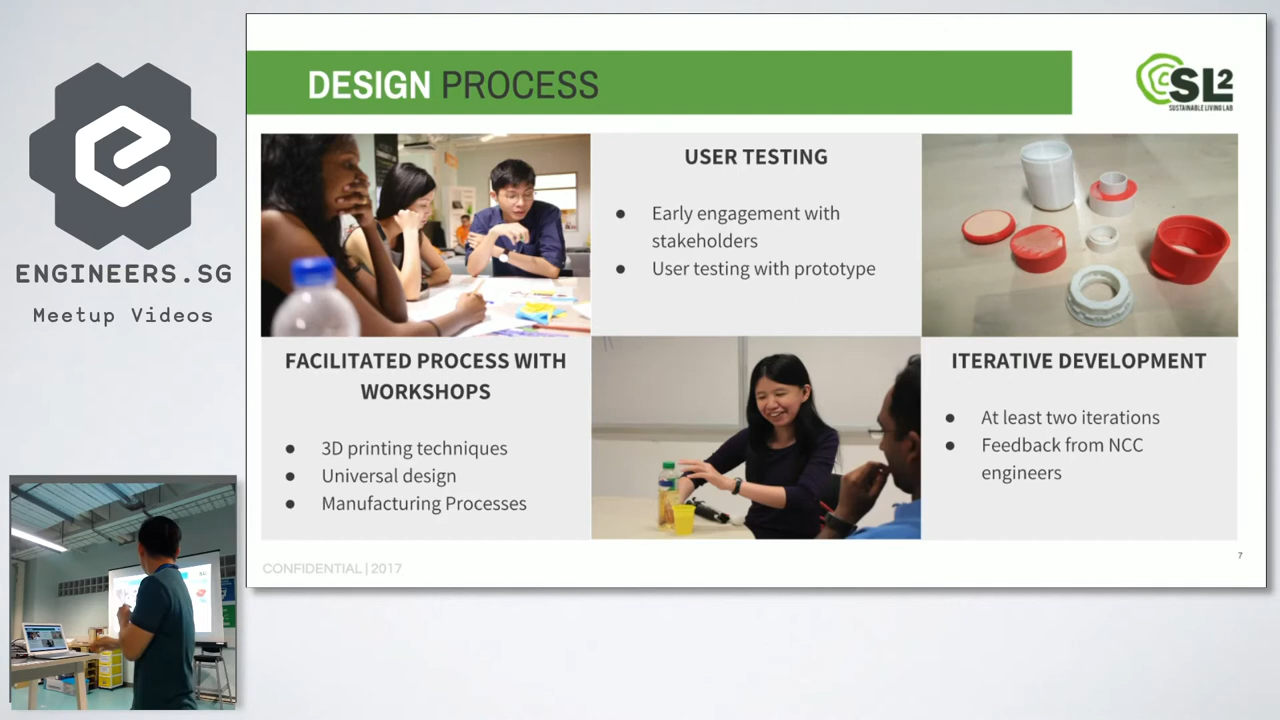 ENGINEERS.SG
Meetup Videos
DESIGN PROCESS
SL2
SUSTAINABLE LIVING LAB
USER TESTING
● Early engagement with
stakeholders
● User testing with prototype
FACILITATED PROCESS WITH
WORKSHOPS
● 3D printing techniques
● Universal design
● Manufacturing Processes
ITERATIVE DEVELOPMENT
● At least two iterations
● Feedback from NCC
engineers
CONFIDENTIAL | 2017
7